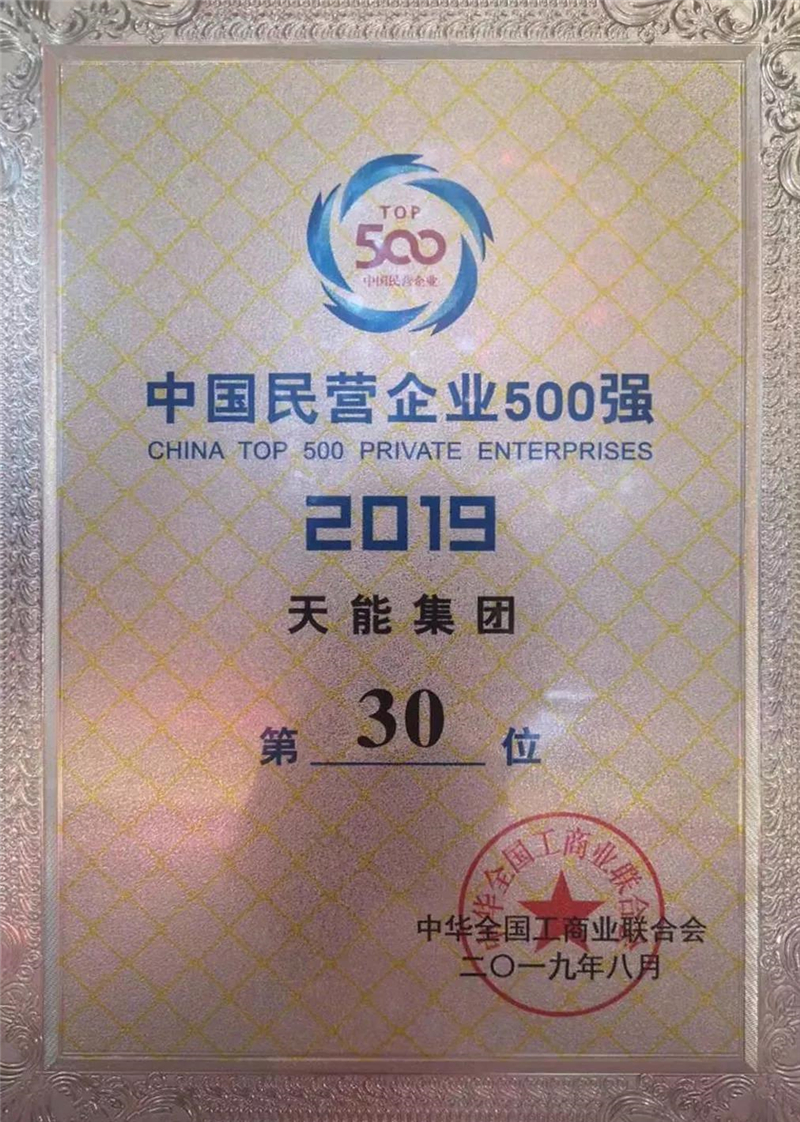 TOP
500
中国民营企业
中国民营企业500强
CHINA TOP 500 PRIVATE ENTERPRISES
2019
天能集团
第 30 位
中华全国工商业联合会
中华全国工商业联合会
二〇一九年八月